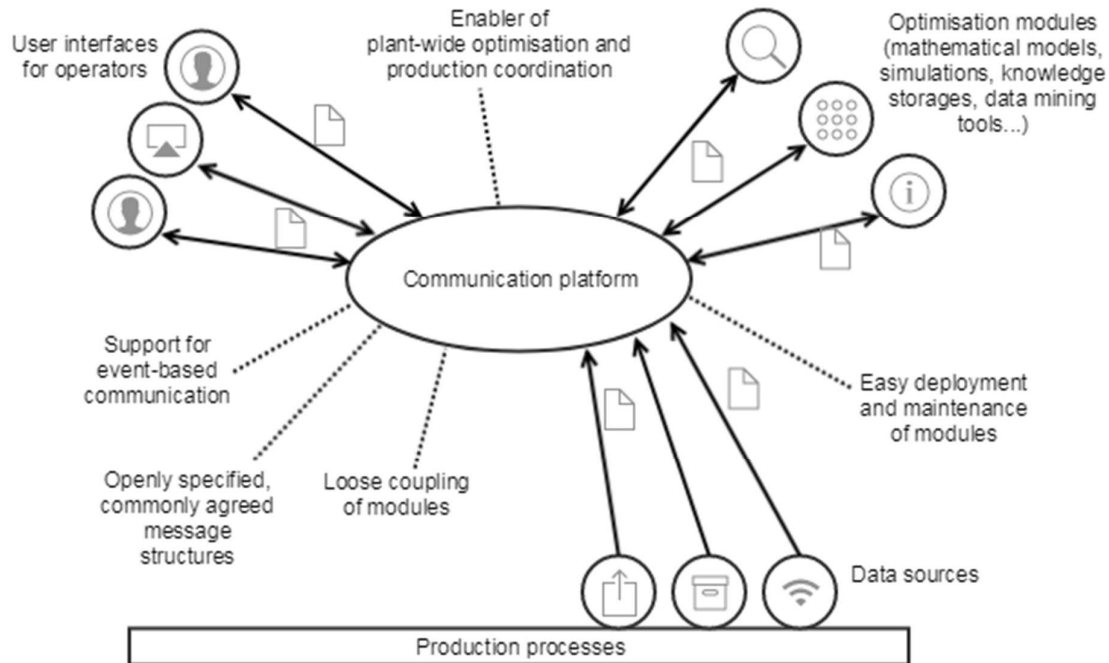 User interfaces
for operators
Enabler of
plant-wide optimisation and
production coordination
Optimisation modules
(mathematical models,
simulations, knowledge
storages, data mining
tools...)
i
Communication platform
Support for
event-based
communication
Easy deployment
and maintenance
of modules
Openly specified,
commonly agreed
message
structures
Loose coupling
of modules
Data sources
Production processes